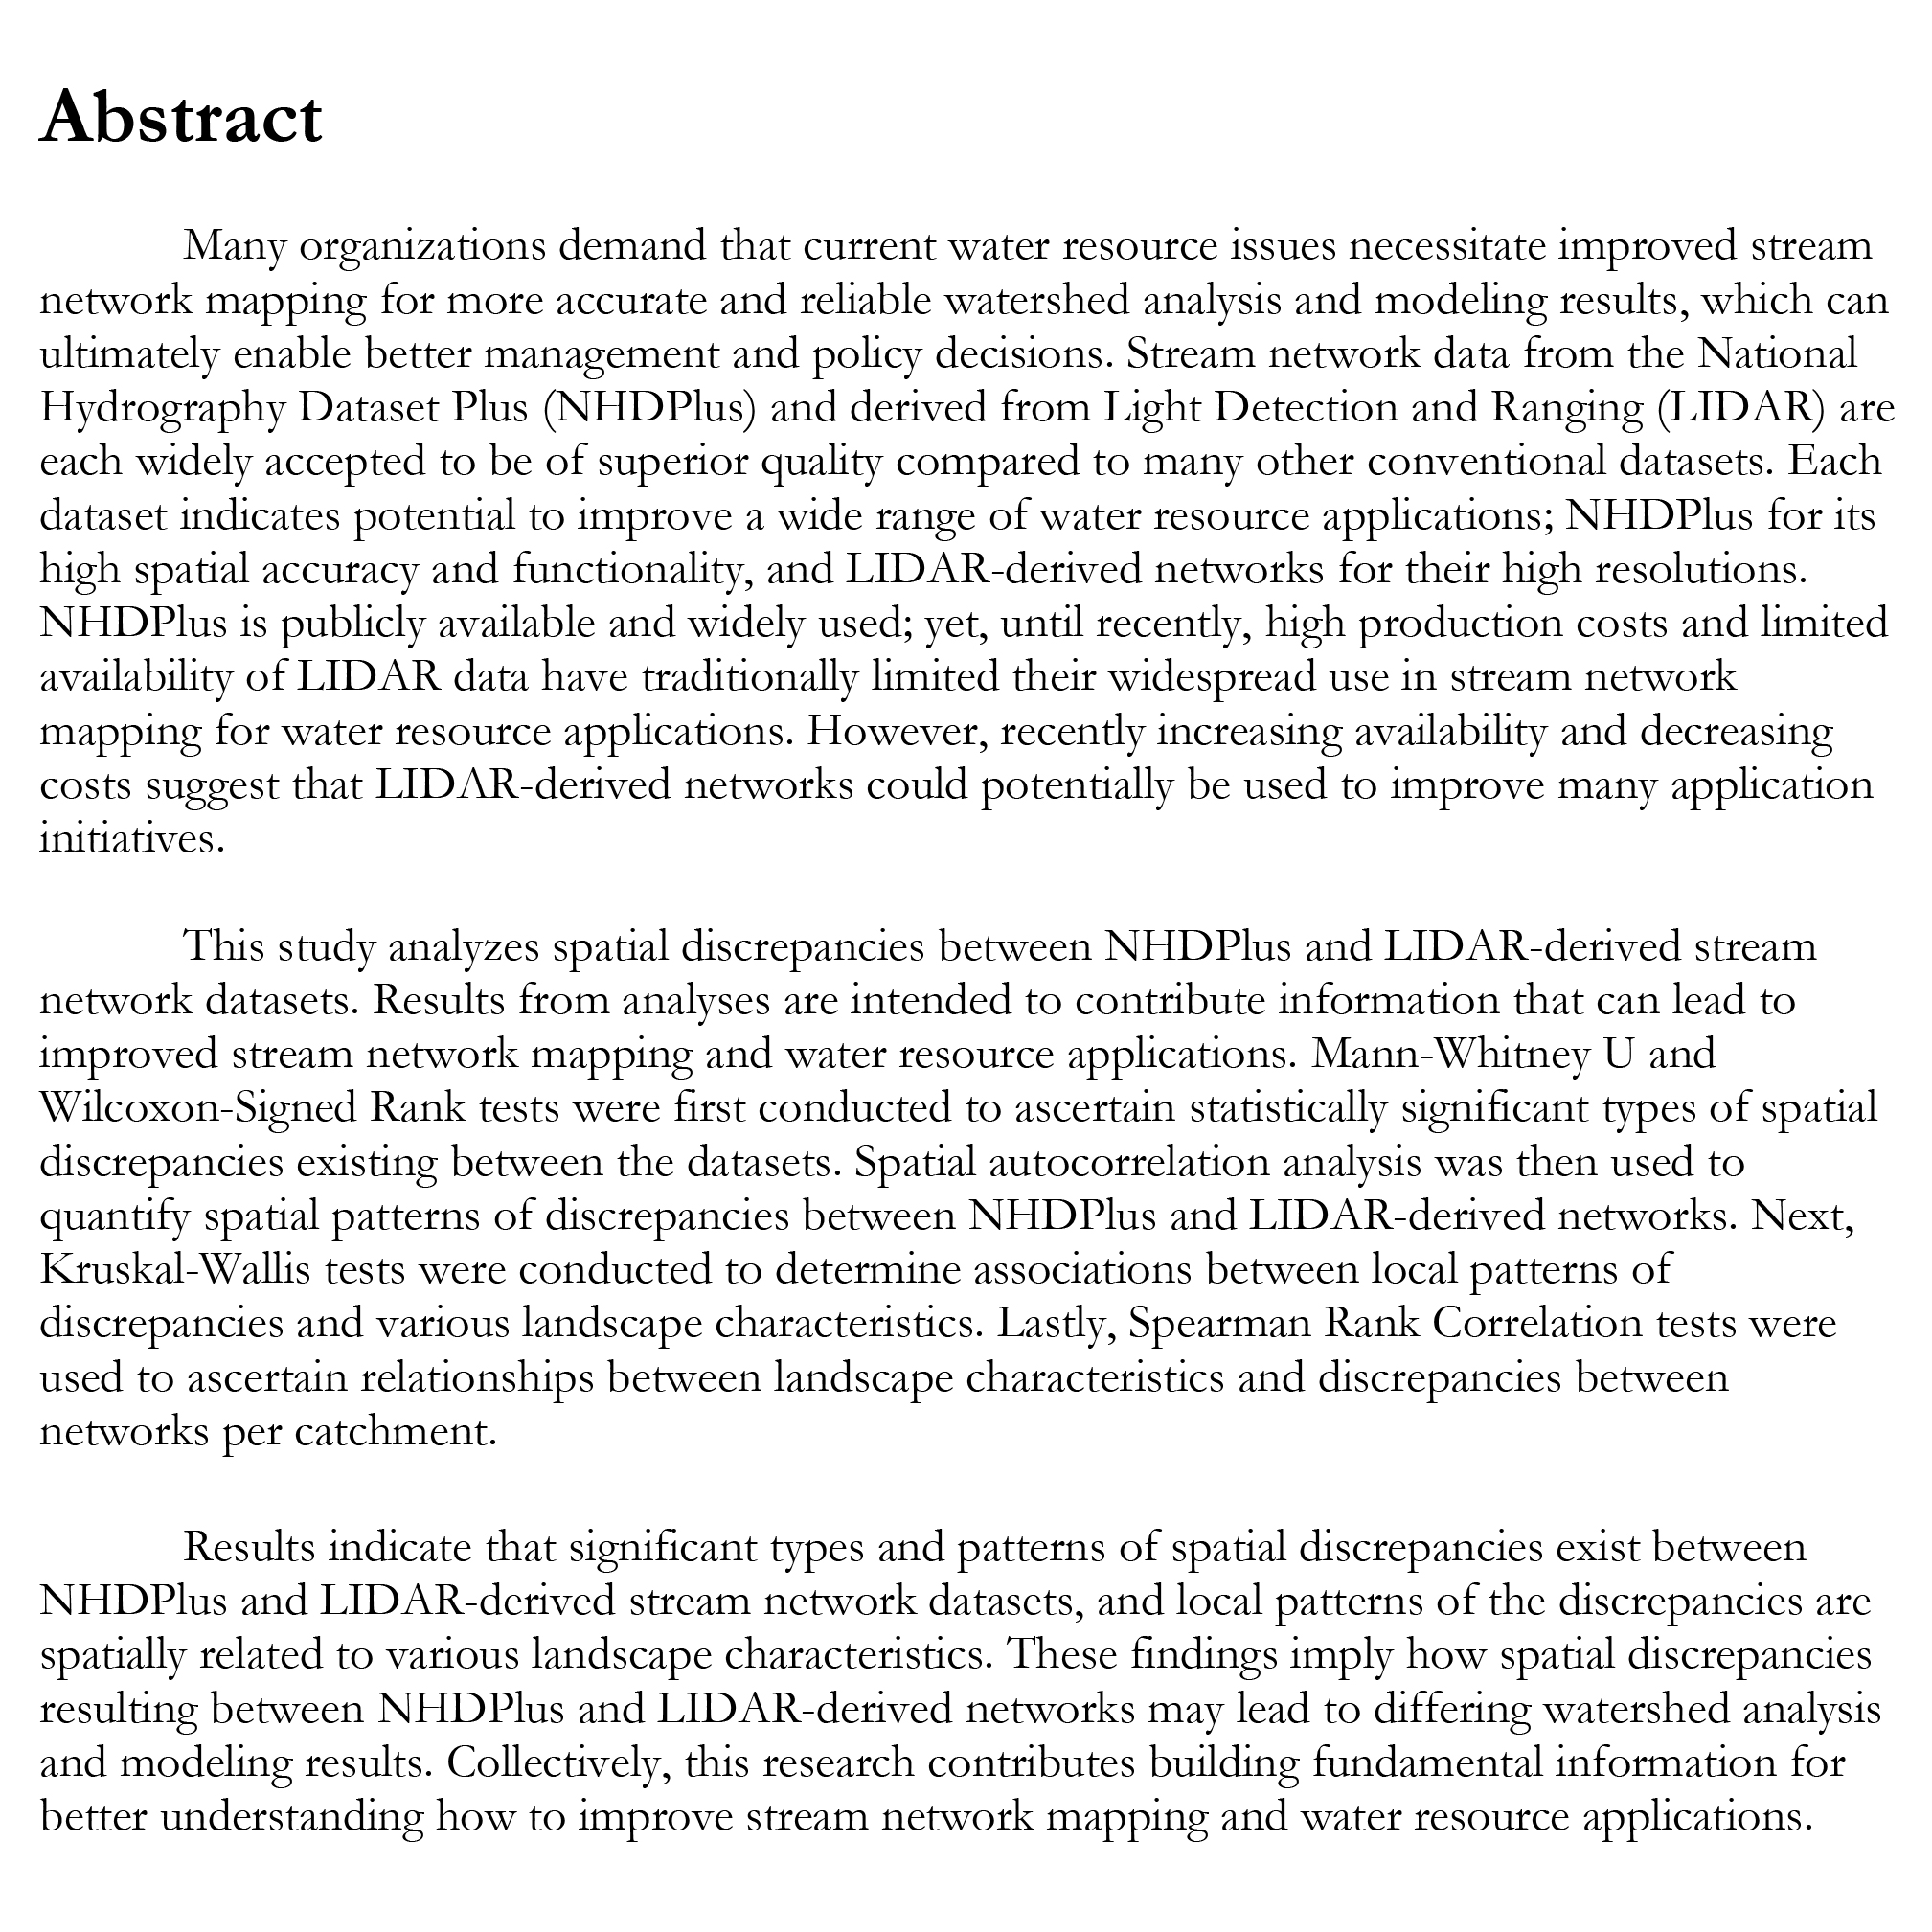 Abstract
Many organizations demand that current water resource issues necessitate improved stream
network mapping for more accurate and reliable watershed analysis and modeling results, which can
ultimately enable better management and policy decisions. Stream network data from the National
Hydrography Dataset Plus (NHDPlus) and derived from Light Detection and Ranging (LIDAR) are
each widely accepted to be of superior quality compared to many other conventional datasets. Each
dataset indicates potential to improve a wide range of water resource applications; NHDPlus for its
high spatial accuracy and functionality, and LIDAR-derived networks for their high resolutions.
NHDPlus is publicly available and widely used; yet, until recently, high production costs and limited
availability of LIDAR data have traditionally limited their widespread use in stream network
mapping for water resource applications. However, recently increasing availability and decreasing
costs suggest that LIDAR-derived networks could potentially be used to improve many application
initiatives.
This study analyzes spatial discrepancies between NHDPlus and LIDAR-derived stream
network datasets. Results from analyses are intended to contribute information that can lead to
improved stream network mapping and water resource applications. Mann-Whitney U and
Wilcoxon-Signed Rank tests were first conducted to ascertain statistically significant types of spatial
discrepancies existing between the datasets. Spatial autocorrelation analysis was then used to
quantify spatial patterns of discrepancies between NHDPlus and LIDAR-derived networks. Next,
Kruskal-Wallis tests were conducted to determine associations between local patterns of
discrepancies and various landscape characteristics. Lastly, Spearman Rank Correlation tests were
used to ascertain relationships between landscape characteristics and discrepancies between
networks per catchment.
Results indicate that significant types and patterns of spatial discrepancies exist between
NHDPlus and LIDAR-derived stream network datasets, and local patterns of the discrepancies are
spatially related to various landscape characteristics. These findings imply how spatial discrepancies
resulting between NHDPlus and LIDAR-derived networks may lead to differing watershed analysis
and modeling results. Collectively, this research contributes building fundamental information for
better understanding how to improve stream network mapping and water resource applications.